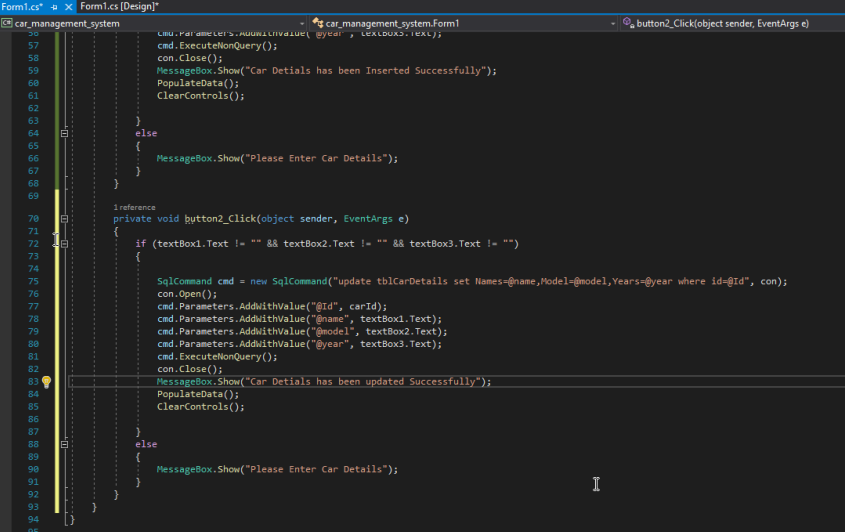 Form1.cs* Form1.cs [Design]*
car_management_system car_management_system.Form1 button2_Click(object sender, EventArgs e)
56 cmd.Parameters.AddWithValue("@year", textBox3.Text);
57 cmd.ExecuteNonQuery();
58 con.Close();
59 MessageBox.Show("Car Detials has been Inserted Successfully");
60 PopulateData();
61 ClearControls();
62
63 }
64 else
65 {
66 MessageBox.Show("Please Enter Car Details");
67 }
68 }
69
1 reference
70 private void button2_Click(object sender, EventArgs e)
71 {
72 if (textBox1.Text != "" && textBox2.Text != "" && textBox3.Text != "")
73 {
74
75 SqlCommand cmd = new SqlCommand("update tblCarDetails set Names=@name,Model=@model,Years=@year where id=@Id", con);
76 con.Open();
77 cmd.Parameters.AddWithValue("@Id", carId);
78 cmd.Parameters.AddWithValue("@name", textBox1.Text);
79 cmd.Parameters.AddWithValue("@model", textBox2.Text);
80 cmd.Parameters.AddWithValue("@year", textBox3.Text);
81 cmd.ExecuteNonQuery();
82 con.Close();
83 MessageBox.Show("Car Detials has been updated Successfully");
84 PopulateData();
85 ClearControls();
86
87 }
88 else
89 {
90 MessageBox.Show("Please Enter Car Details");
91 }
92 }
93 }
94 }
95